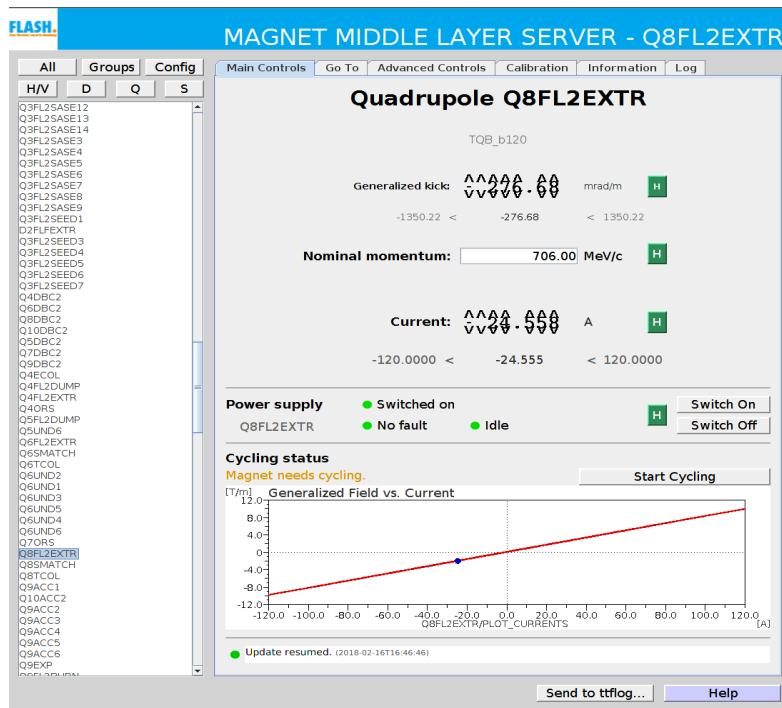 FLASH.
MAGNET MIDDLE LAYER SERVER - Q8FL2EXTR
All Groups Config
H/V D Q S
Q3FL2SASE12
Q3FL2SASE13
Q3FL2SASE14
Q3FL2SASE3
Q3FL2SASE4
Q3FL2SASE5
Q3FL2SASE6
Q3FL2SASE7
Q3FL2SASE8
Q3FL2SASE9
Q3FL2SEED1
D2FLFEXTR
Q3FL2SEED3
Q3FL2SEED4
Q3FL2SEED5
Q3FL2SEED6
Q3FL2SEED7
Q4DBC2
Q6DBC2
Q8DBC2
Q10DBC2
Q5DBC2
Q7DBC2
Q9DBC2
Q4ECOL
Q4FL2DUMP
Q4FL2EXTR
Q4ORS
Q5FL2DUMP
Q5UND6
Q6FL2EXTR
Q6SMATCH
Q6TCOL
Q6UND2
Q6UND1
Q6UND3
Q6UND5
Q6UND4
Q6UND6
Q7ORS
Q8FL2EXTR
Q8SMATCH
Q8TCOL
Q9ACC1
Q10ACC2
Q9ACC2
Q9ACC3
Q9ACC4
Q9ACC5
Q9ACC6
Q9EXP
Main Controls Go To Advanced Controls Calibration Information Log
Quadrupole Q8FL2EXTR
TQB_b120
Generalized kick: -276.68 mrad/m H
-1350.22 < -276.68 < 1350.22
Nominal momentum: 706.00 MeV/c H
Current: -24.558 A H
-120.0000 < -24.555 < 120.0000
Power supply Switched on H Switch On
Q8FL2EXTR No fault Idle Switch Off
Cycling status
Magnet needs cycling. Start Cycling
[T/m] Generalized Field vs. Current
12.0
8.0
4.0
0
-4.0
-8.0
-12.0
-120.0 -100.0 -80.0 -60.0 -40.0 -20.0 0.0 20.0 40.0 60.0 80.0 100.0 120.0
Q8FL2EXTR/PLOT_CURRENTS [A]
Update resumed. (2018-02-16T16:46:46)
Send to ttflog... Help